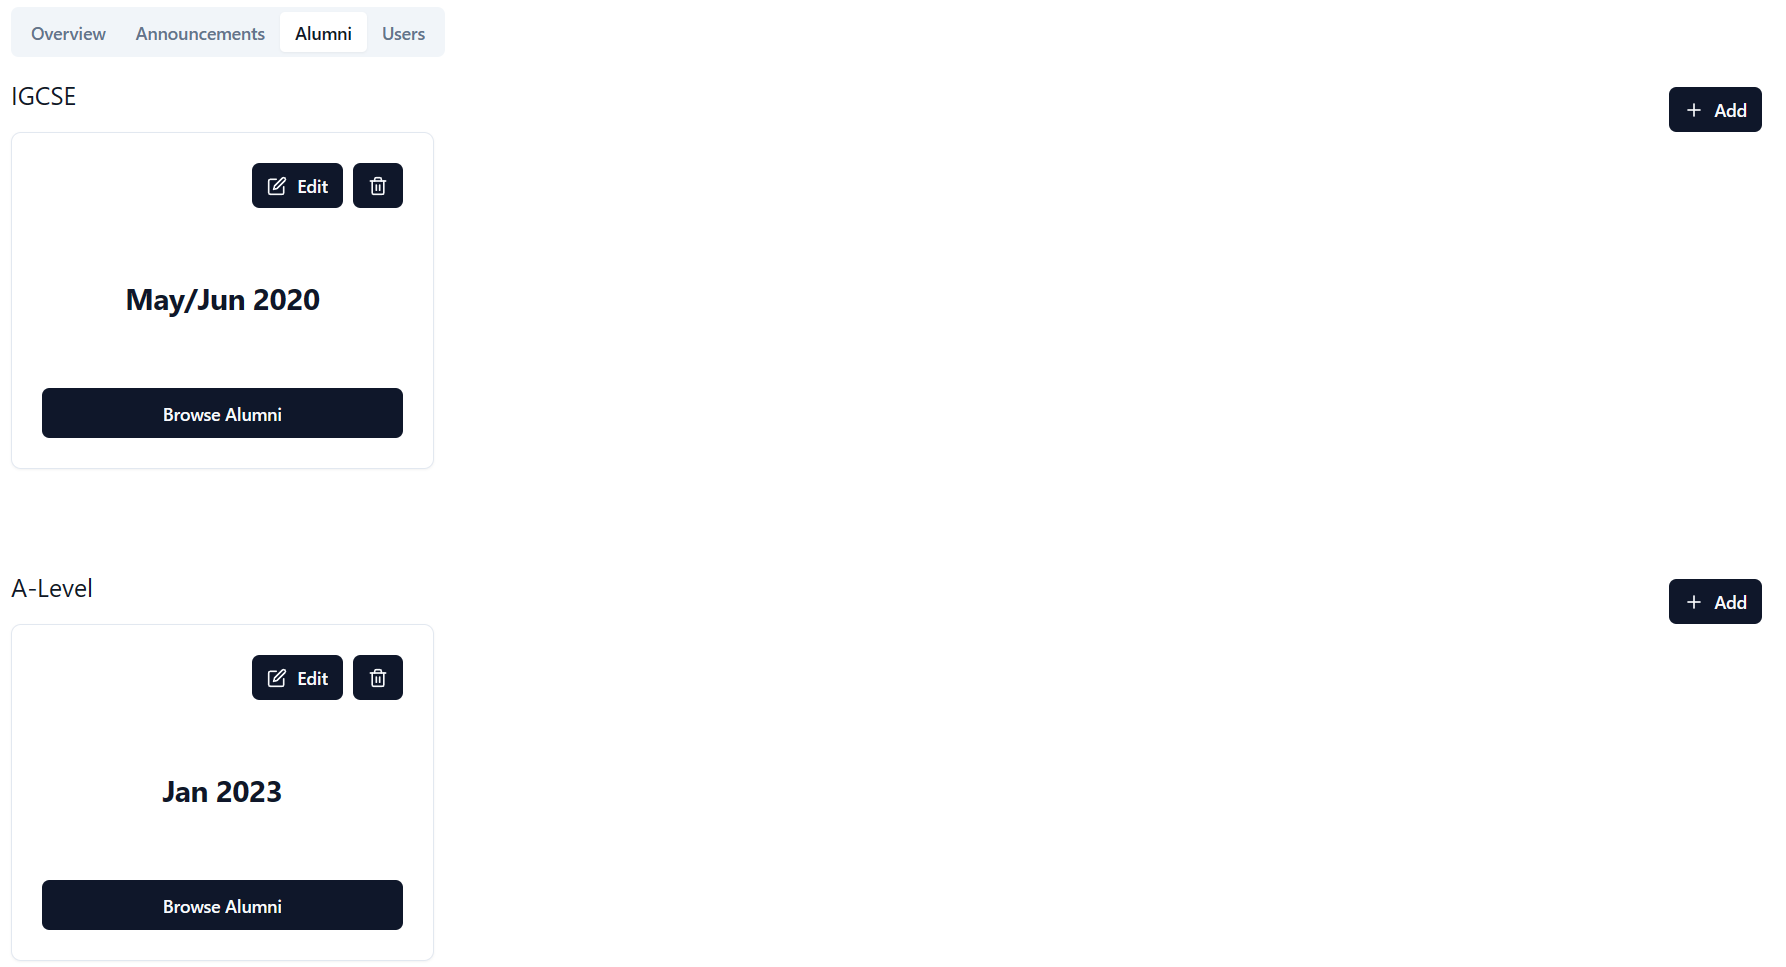 Overview Announcements Alumni Users
IGCSE
Add
Edit
May/Jun 2020
Browse Alumni
A-Level
Add
Edit
Jan 2023
Browse Alumni